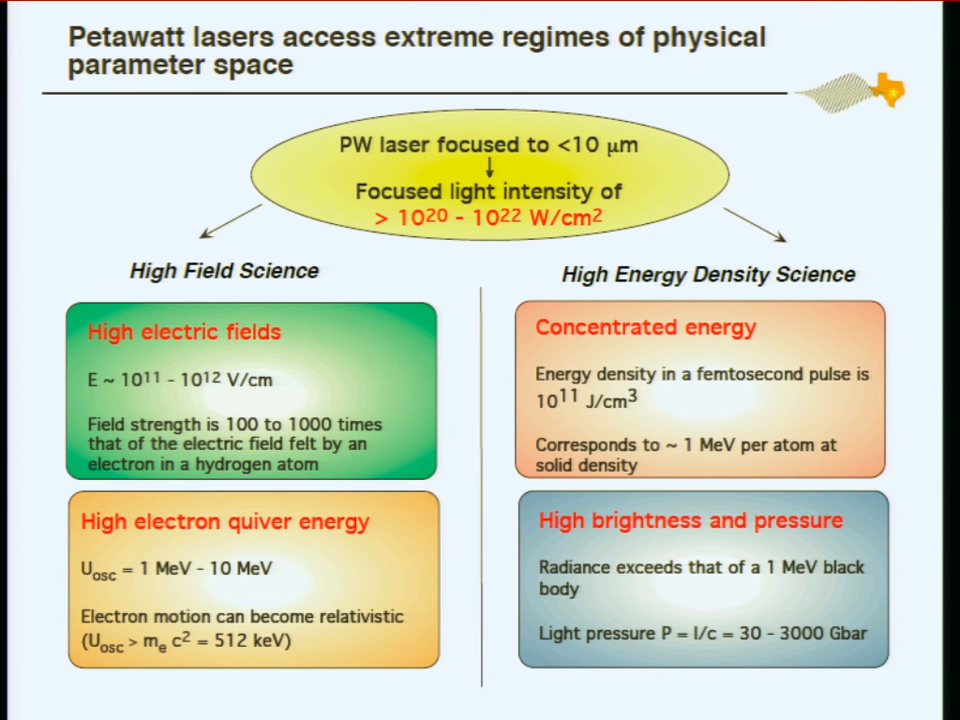 Petawatt lasers access extreme regimes of physical
parameter space
PW laser focused to <10 μm
↓
Focused light intensity of
> 10²⁰ - 10²² W/cm²
High Field Science
High electric fields
E ~ 10¹¹ - 10¹² V/cm
Field strength is 100 to 1000 times
that of the electric field felt by an
electron in a hydrogen atom
High electron quiver energy
Uosc = 1 MeV - 10 MeV
Electron motion can become relativistic
(Uosc > me c² = 512 keV)
High Energy Density Science
Concentrated energy
Energy density in a femtosecond pulse is
10¹¹ J/cm³
Corresponds to ~ 1 MeV per atom at
solid density
High brightness and pressure
Radiance exceeds that of a 1 MeV black
body
Light pressure P = I/c = 30 - 3000 Gbar